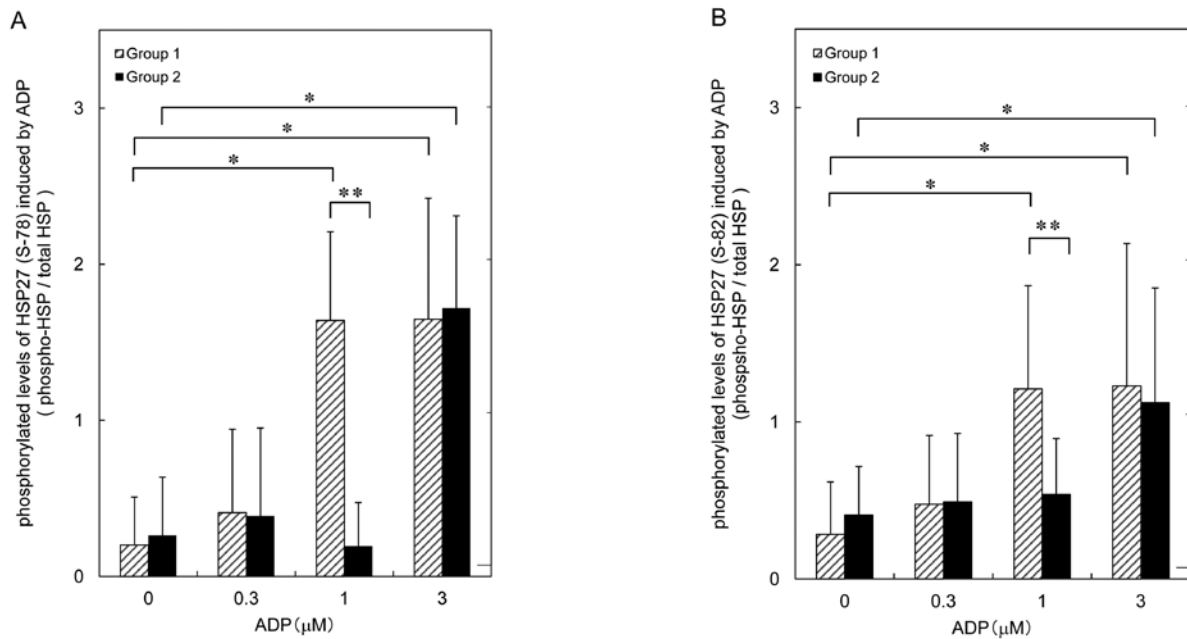 A
phosphorylated levels of HSP27 (S-78) induced by ADP
( phospho-HSP / total HSP )
3
2
1
0
Group 1
Group 2
*
*
*
**
0 0.3 1 3
ADP(μM)
B
phosphorylated levels of HSP27 (S-82) induced by ADP
(phospsho-HSP / total HSP)
3
2
1
0
Group 1
Group 2
*
*
*
**
0 0.3 1 3
ADP(μM)